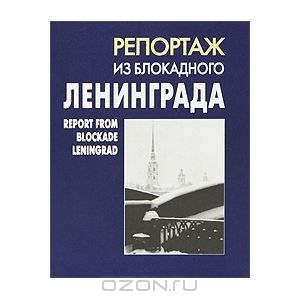 РЕПОРТАЖ
ИЗ БЛОКАДНОГО
ЛЕНИНГРАДА
REPORT FROM
BLOCKADE
LENINGRAD
OZON.ru